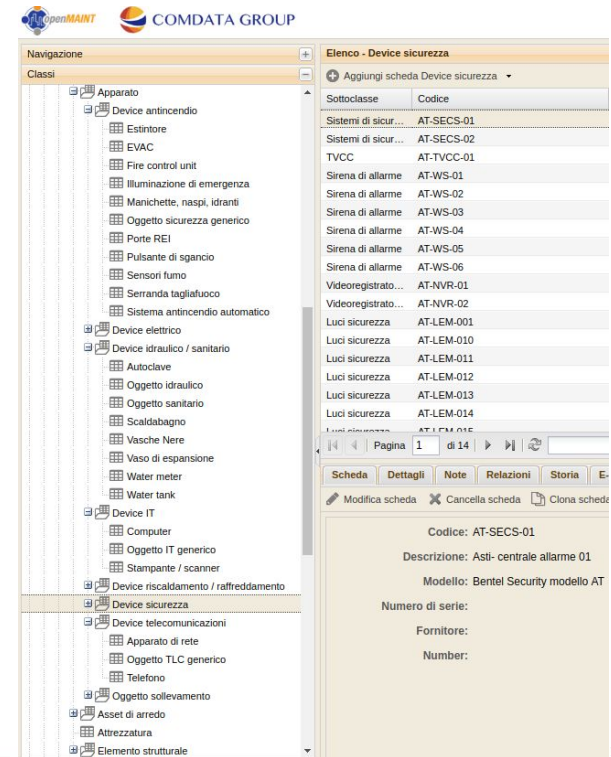 openMAINT
COMDATA GROUP
Navigazione
Classi
Apparato
Device antincendio
Estintore
EVAC
Fire control unit
Illuminazione di emergenza
Manichette, naspi, idranti
Oggetto sicurezza generico
Porte REI
Pulsante di sgancio
Sensori fumo
Serranda tagliafuoco
Sistema antincendio automatico
Device elettrico
Device idraulico / sanitario
Autoclave
Oggetto idraulico
Oggetto sanitario
Scaldabagno
Vasche Nere
Vaso di espansione
Water meter
Water tank
Device IT
Computer
Oggetto IT generico
Stampante / scanner
Device riscaldamento / raffreddamento
Device sicurezza
Device telecomunicazioni
Apparato di rete
Oggetto TLC generico
Telefono
Oggetto sollevamento
Asset di arredo
Attrezzatura
Elemento strutturale
Elenco - Device sicurezza
Aggiungi scheda Device sicurezza
Sottoclasse Codice
Sistemi di sicur... AT-SECS-01
Sistemi di sicur... AT-SECS-02
TVCC AT-TVCC-01
Sirena di allarme AT-WS-01
Sirena di allarme AT-WS-02
Sirena di allarme AT-WS-03
Sirena di allarme AT-WS-04
Sirena di allarme AT-WS-05
Sirena di allarme AT-WS-06
Videoregistrato... AT-NVR-01
Videoregistrato... AT-NVR-02
Luci sicurezza AT-LEM-001
Luci sicurezza AT-LEM-010
Luci sicurezza AT-LEM-011
Luci sicurezza AT-LEM-012
Luci sicurezza AT-LEM-013
Luci sicurezza AT-LEM-014
Luci sicurezza AT-LEM-015
Pagina 1 di 14
Scheda Dettagli Note Relazioni Storia E-
Modifica scheda Cancella scheda Clona scheda
Codice: AT-SECS-01
Descrizione: Asti- centrale allarme 01
Modello: Bentel Security modello AT
Numero di serie:
Fornitore:
Number: